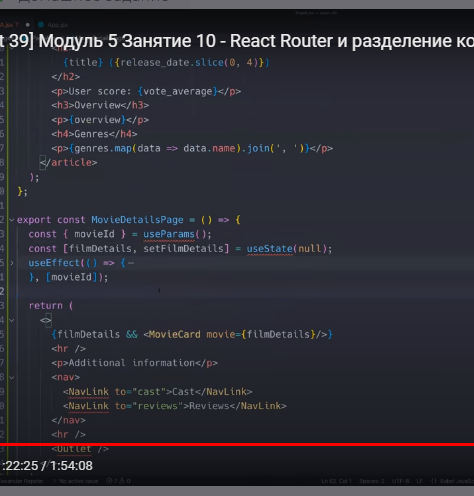 t 39] Модуль 5 Занятие 10 - React Router и разделение ко
{title} ({release_date.slice(0, 4)})
</h2>
<p>User score: {vote_average}</p>
<h3>Overview</h3>
<p>{overview}</p>
<h4>Genres</h4>
<p>{genres.map(data => data.name).join(', ')}</p>
</article>
);
};
export const MovieDetailsPage = () => {
const { movieId } = useParams();
const [filmDetails, setFilmDetails] = useState(null);
useEffect(() => {
}, [movieId]);
return (
<>
{filmDetails && <MovieCard movie={filmDetails}/>}
<hr />
<p>Additional information</p>
<nav>
<NavLink to="cast">Cast</NavLink>
<NavLink to="reviews">Reviews</NavLink>
</nav>
<hr />
<Outlet />
:22:25 / 1:54:08